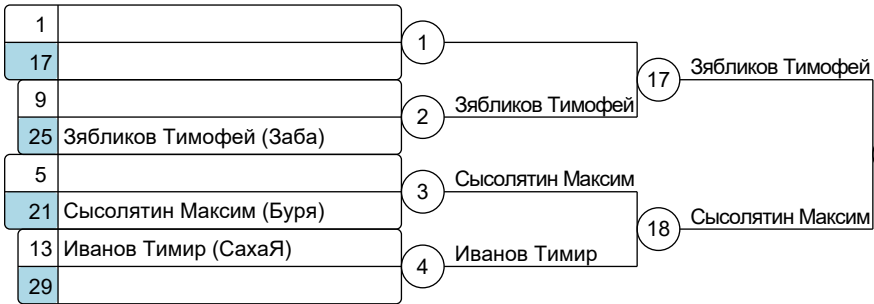 1
17
1
9
25 Зябликов Тимофей (Заба)
2
Зябликов Тимофей
17
Зябликов Тимофей
5
21 Сысолятин Максим (Буря)
3
Сысолятин Максим
13 Иванов Тимир (СахаЯ)
29
4
Иванов Тимир
18
Сысолятин Максим